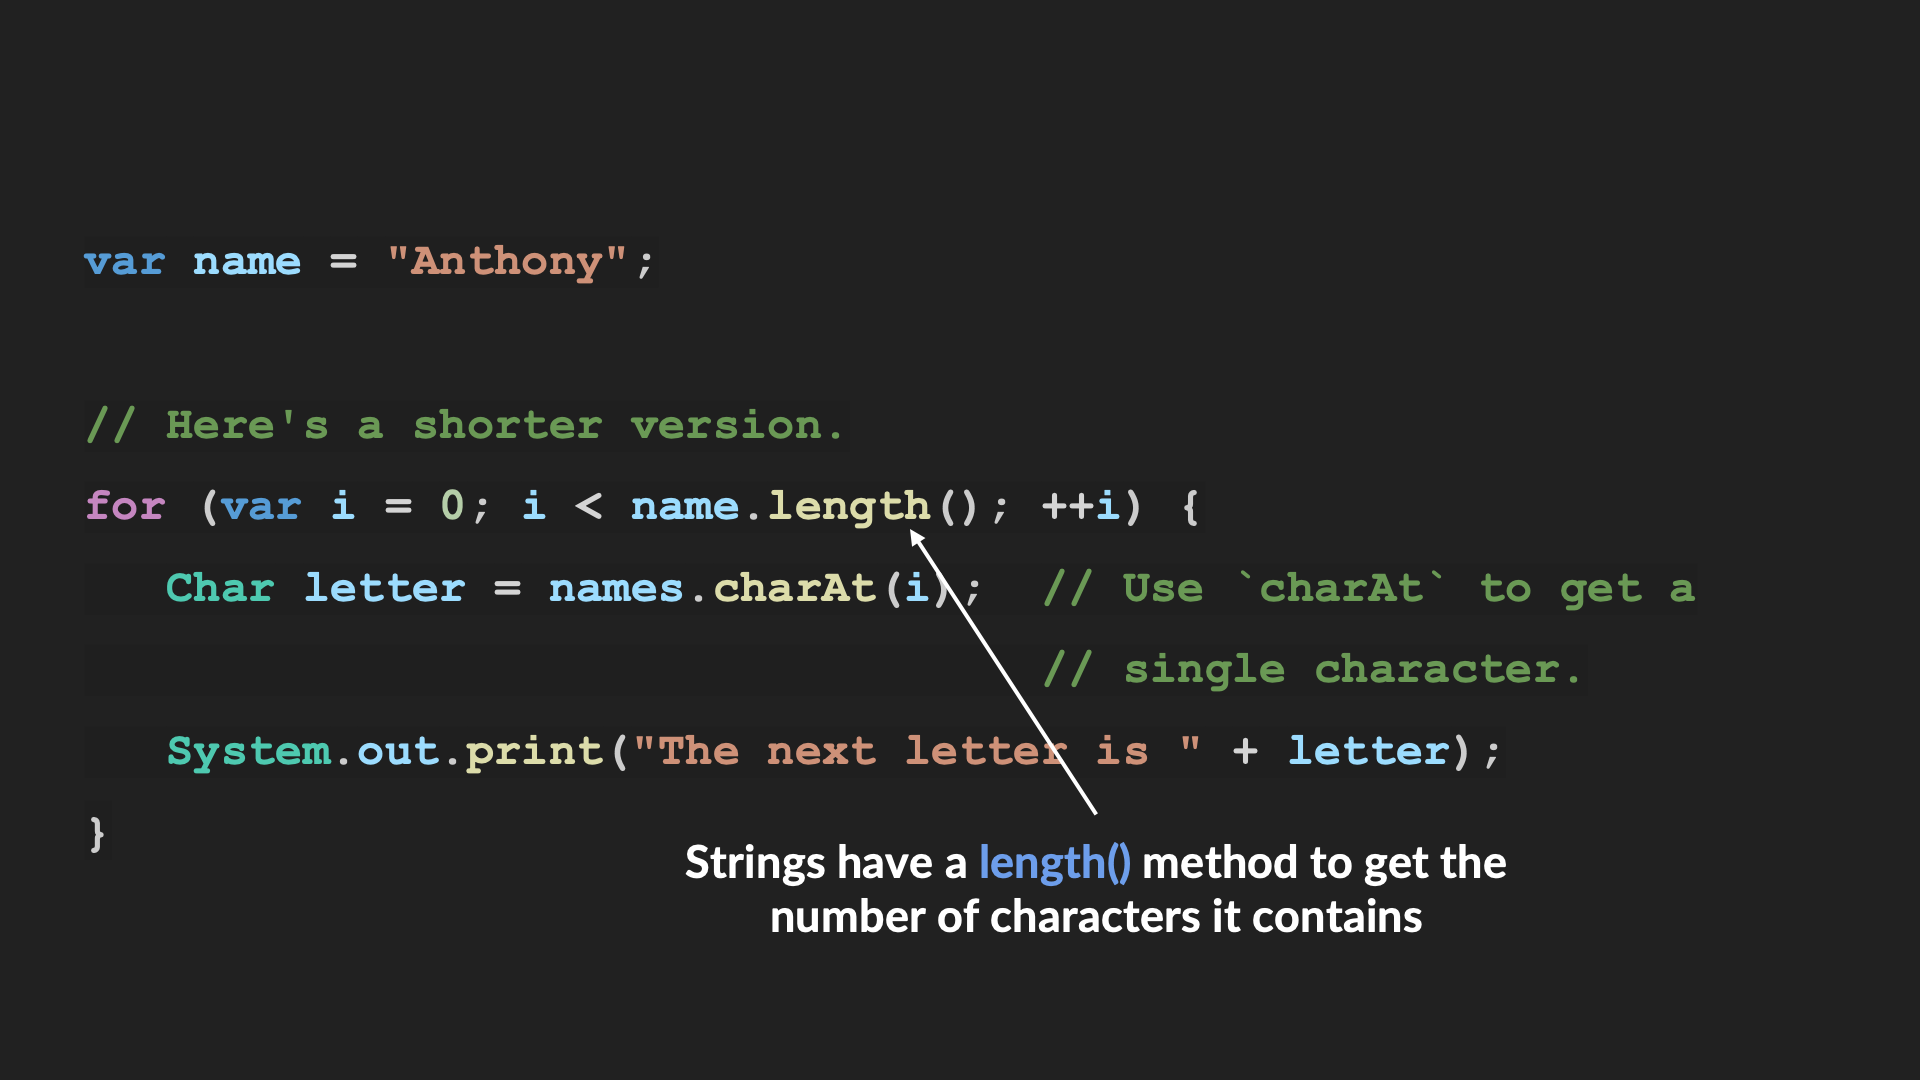 var name = "Anthony";
// Here's a shorter version.
for (var i = 0; i < name.length(); ++i) {
   Char letter = names.charAt(i);  // Use `charAt` to get a
                                   // single character.
   System.out.print("The next letter is " + letter);
}
Strings have a length() method to get the
number of characters it contains